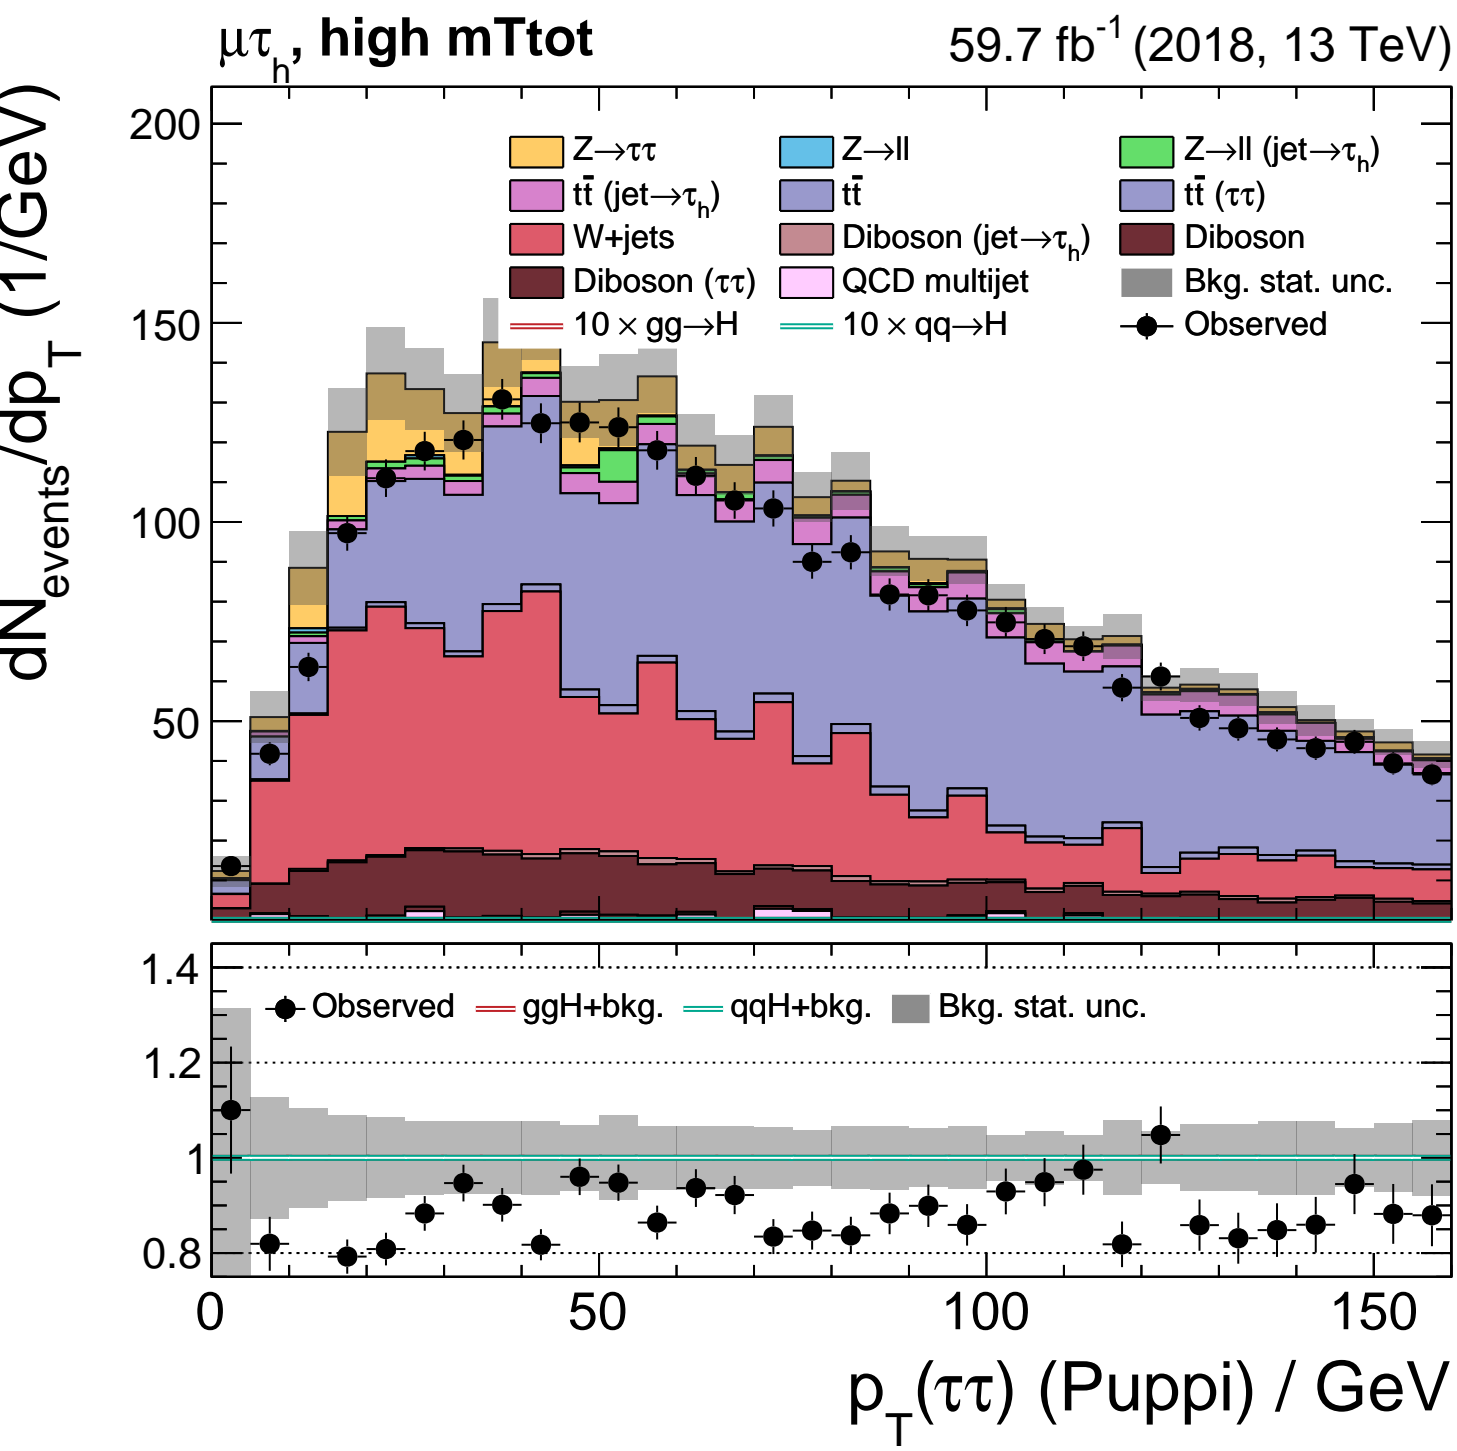 μτh, high mTtot
59.7 fb-1 (2018, 13 TeV)
dNevents/dpT (1/GeV)
200
150
100
50
Z→ττ Z→ll Z→ll (jet→τh)
tt̄ (jet→τh) tt̄ tt̄ (ττ)
W+jets Diboson (jet→τh) Diboson
Diboson (ττ) QCD multijet Bkg. stat. unc.
10 × gg→H 10 × qq→H Observed
1.4
1.2
1
0.8
Observed ggH+bkg. qqH+bkg. Bkg. stat. unc.
0 50 100 150
pT(ττ) (Puppi) / GeV